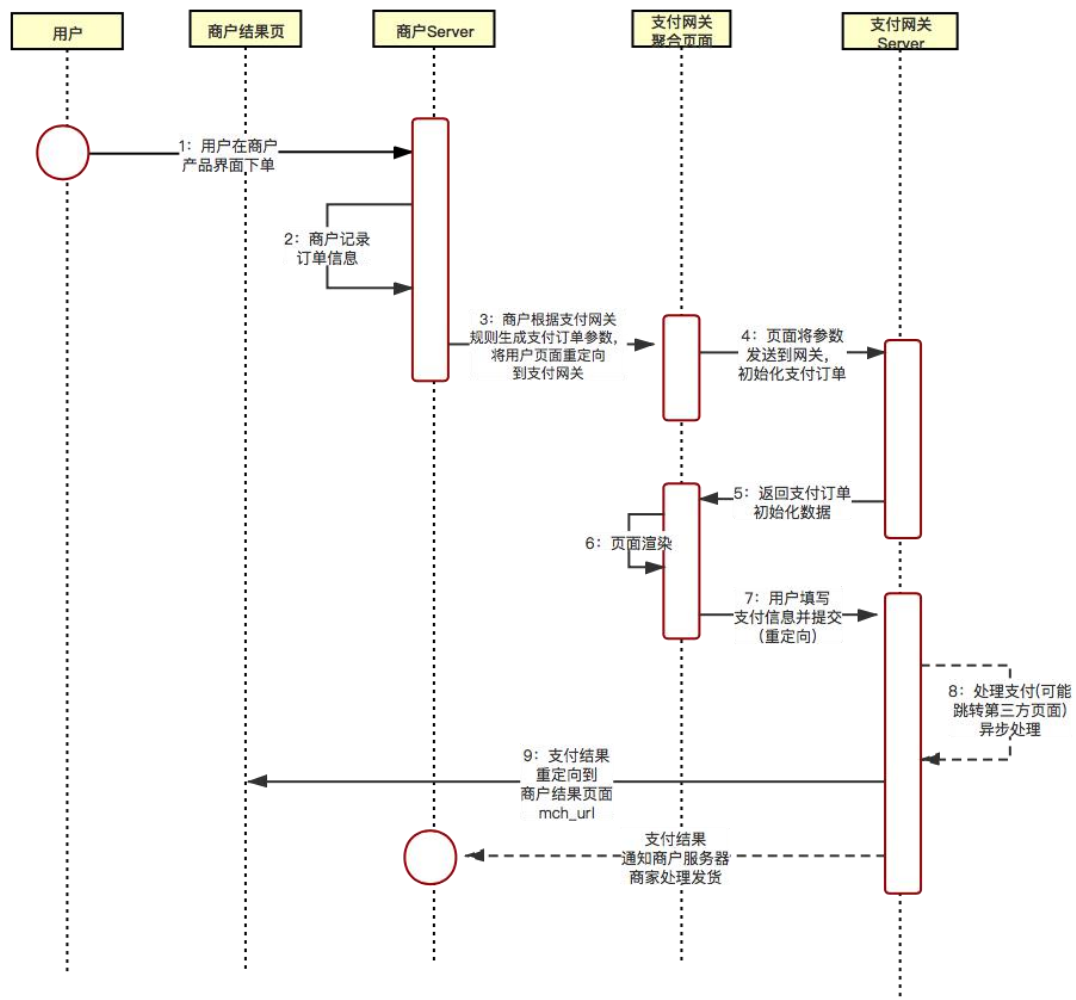 用户
商户结果页
商户Server
支付网关
聚合页面
支付网关
Server
1：用户在商户
产品界面下单
2：商户记录
订单信息
3：商户根据支付网关
规则生成支付订单参数，
将用户页面重定向
到支付网关
4：页面将参数
发送到网关，
初始化支付订单
5：返回支付订单
初始化数据
6：页面渲染
7：用户填写
支付信息并提交
（重定向）
8：处理支付(可能
跳转第三方页面)
异步处理
9：支付结果
重定向到
商户结果页面
mch_url
支付结果
通知商户服务器
商家处理发货